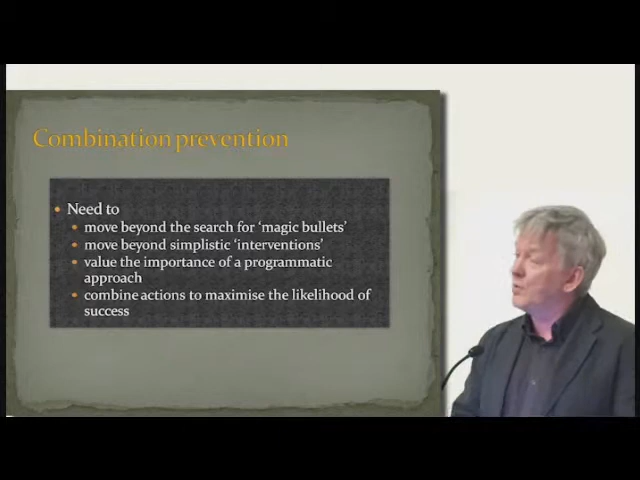 Combination prevention
• Need to
• move beyond the search for ‘magic bullets’
• move beyond simplistic ‘interventions’
• value the importance of a programmatic
approach
• combine actions to maximise the likelihood of
success